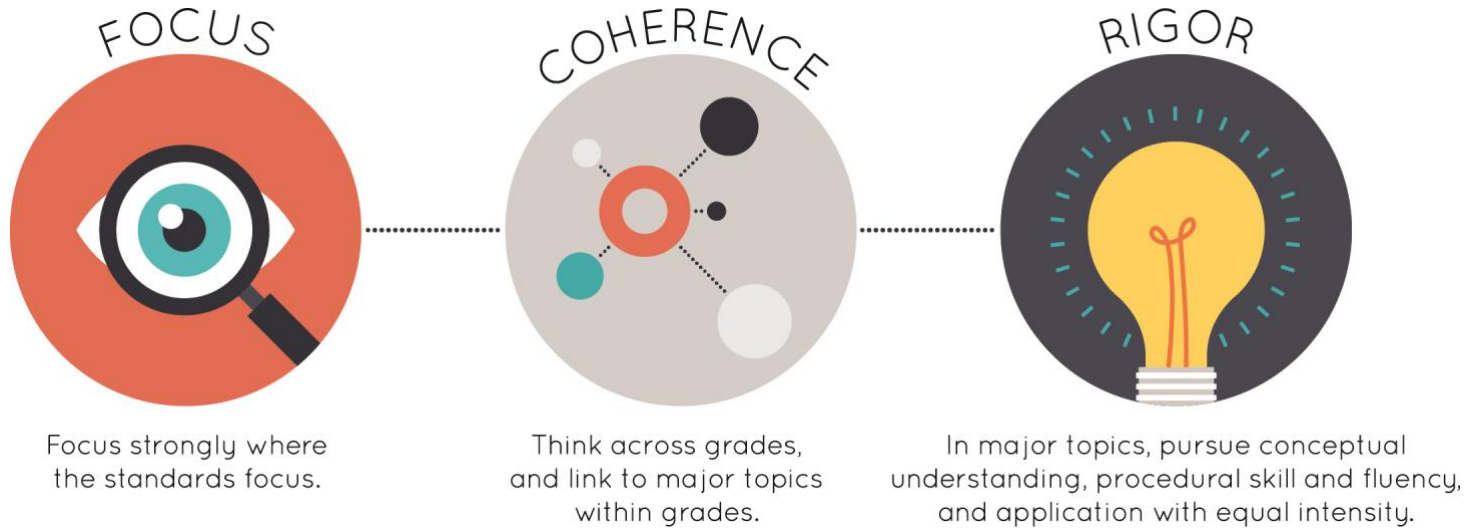 FOCUS
Focus strongly where
the standards focus.
COHERENCE
Think across grades,
and link to major topics
within grades.
RIGOR
In major topics, pursue conceptual
understanding, procedural skill and fluency,
and application with equal intensity.